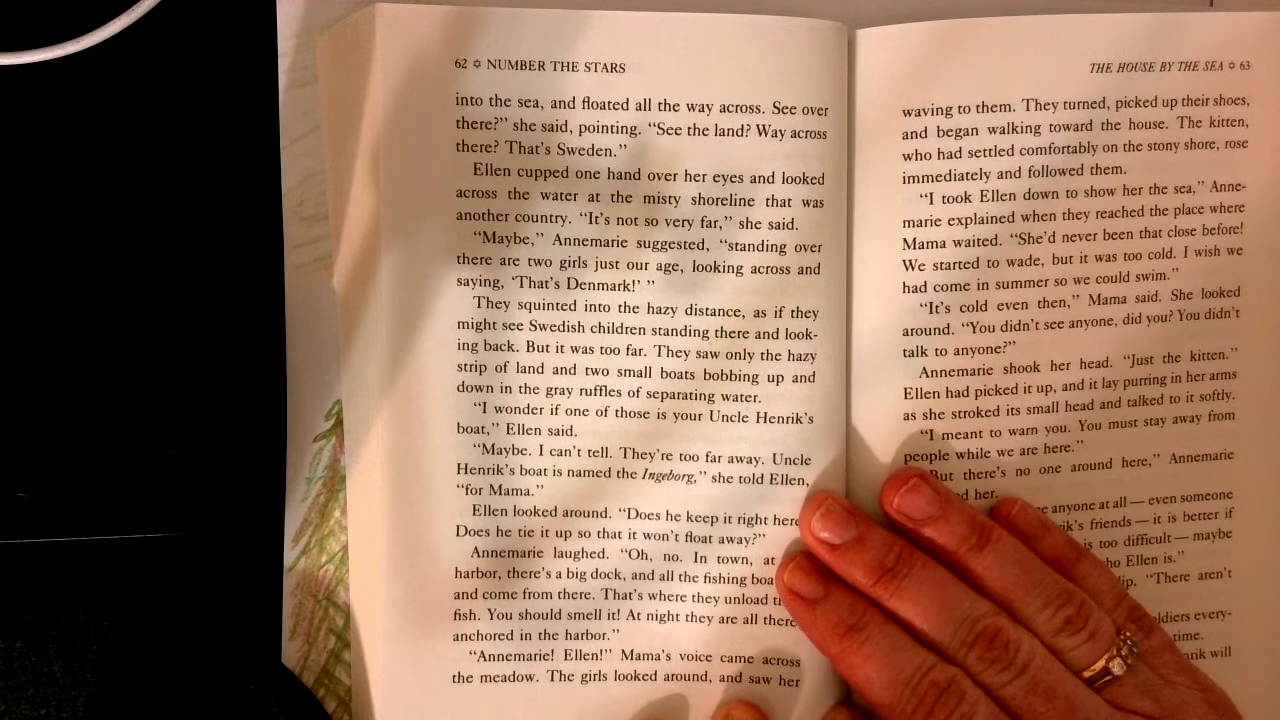 62 ✡ NUMBER THE STARS
into the sea, and floated all the way across. See over
there?" she said, pointing. "See the land? Way across
there? That's Sweden."
Ellen cupped one hand over her eyes and looked
across the water at the misty shoreline that was
another country. "It's not so very far," she said.
"Maybe," Annemarie suggested, "standing over
there are two girls just our age, looking across and
saying, 'That's Denmark!' "
They squinted into the hazy distance, as if they
might see Swedish children standing there and look-
ing back. But it was too far. They saw only the hazy
strip of land and two small boats bobbing up and
down in the gray ruffles of separating water.
"I wonder if one of those is your Uncle Henrik's
boat," Ellen said.
"Maybe. I can't tell. They're too far away. Uncle
Henrik's boat is named the Ingeborg," she told Ellen,
"for Mama."
Ellen looked around. "Does he keep it right here
Does he tie it up so that it won't float away?"
Annemarie laughed. "Oh, no. In town, at
harbor, there's a big dock, and all the fishing
and come from there. That's where they unload
fish. You should smell it! At night they are all there
anchored in the harbor."
"Annemarie! Ellen!" Mama's voice came across
the meadow. The girls looked around, and saw her
THE HOUSE BY THE SEA ✡ 63
waving to them. They turned, picked up their shoes,
and began walking toward the house. The kitten,
who had settled comfortably on the stony shore, rose
immediately and followed them.
"I took Ellen down to show her the sea," Anne-
marie explained when they reached the place where
Mama waited. "She'd never been that close before!
We started to wade, but it was too cold. I wish we
had come in summer so we could swim."
"It's cold even then," Mama said. She looked
around. "You didn't see anyone, did you? You didn't
talk to anyone?"
Annemarie shook her head. "Just the kitten."
Ellen had picked it up, and it lay purring in her arms
as she stroked its small head and talked to it softly.
"I meant to warn you. You must stay away from
people while we are here."
But there's no one around here," Annemarie
her.
anyone at all — even someone
friends — it is better if
is too difficult — maybe
Ellen is."
"There aren't
every-
time.
will